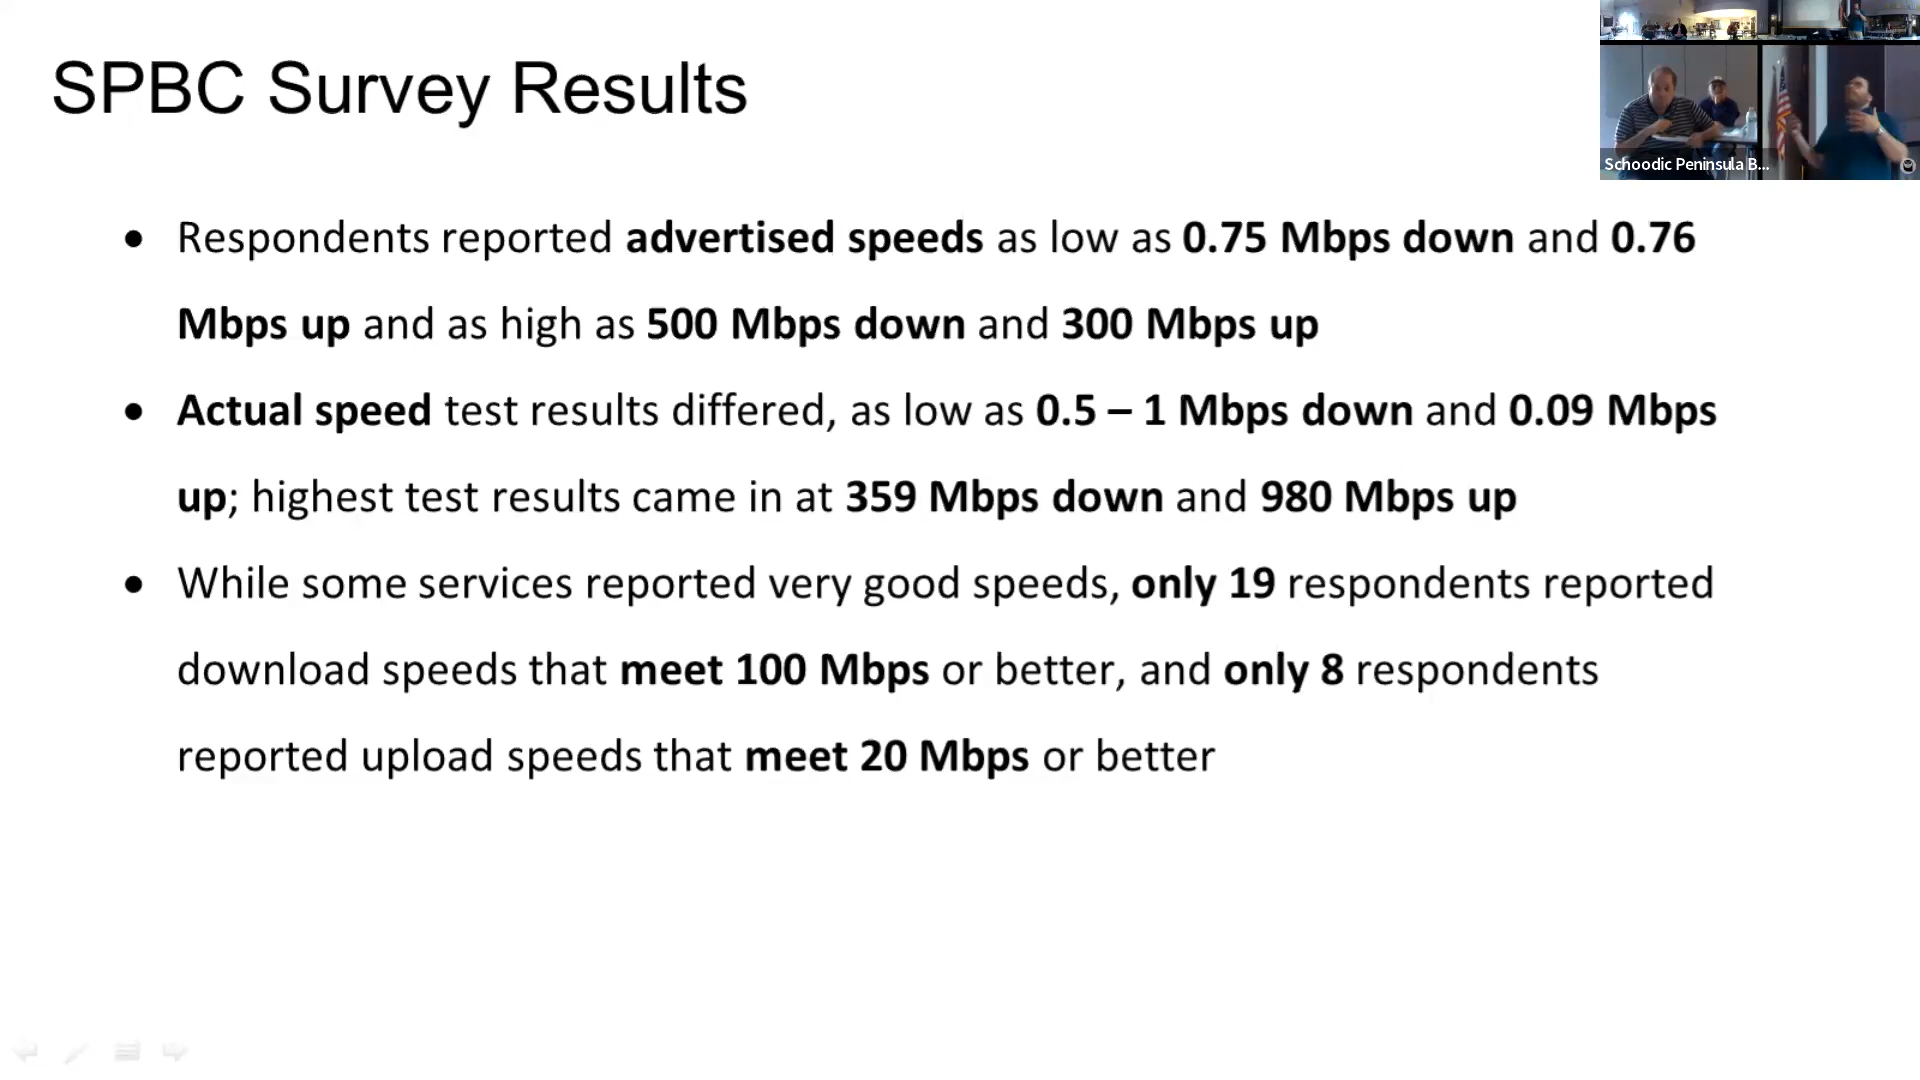 SPBC Survey Results
Schoodic Peninsula B...
• Respondents reported advertised speeds as low as 0.75 Mbps down and 0.76
Mbps up and as high as 500 Mbps down and 300 Mbps up
• Actual speed test results differed, as low as 0.5 – 1 Mbps down and 0.09 Mbps
up; highest test results came in at 359 Mbps down and 980 Mbps up
• While some services reported very good speeds, only 19 respondents reported
download speeds that meet 100 Mbps or better, and only 8 respondents
reported upload speeds that meet 20 Mbps or better